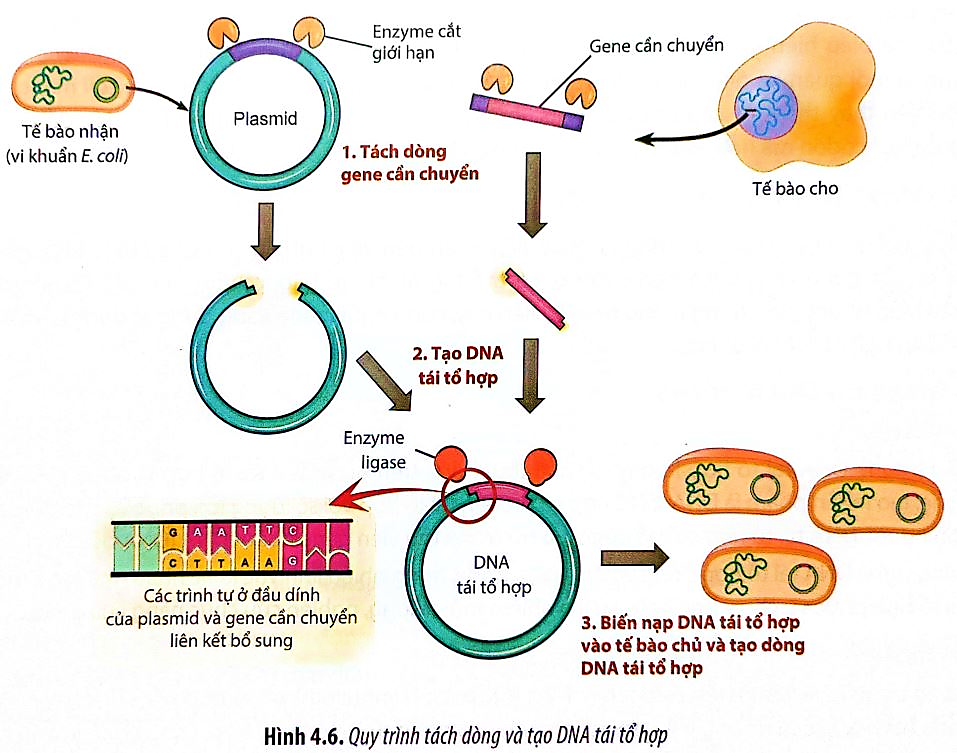 Enzyme cắt
giới hạn
Gene cần chuyển
Plasmid
Tế bào nhận
(vi khuẩn E. coli)
1. Tách dòng
gene cần chuyển
Tế bào cho
2. Tạo DNA
tái tổ hợp
Enzyme
ligase
G A A T T C
C T T A A G
DNA
tái tổ hợp
Các trình tự ở đầu dính
của plasmid và gene cần chuyển
liên kết bổ sung
3. Biến nạp DNA tái tổ hợp
vào tế bào chủ và tạo dòng
DNA tái tổ hợp
Hình 4.6. Quy trình tách dòng và tạo DNA tái tổ hợp